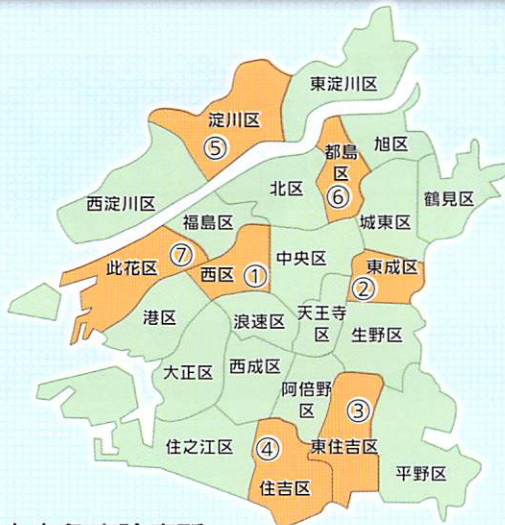 東淀川区
淀川区
⑤
旭区
都島
区
⑥
鶴見区
北区
西淀川区
城東区
福島区
中央区
東成区
②
⑦
此花区
西区
①
天王寺
区
港区
浪速区
生野区
大正区
西成区
阿倍野
区
③
住之江区
④
東住吉区
住吉区
平野区